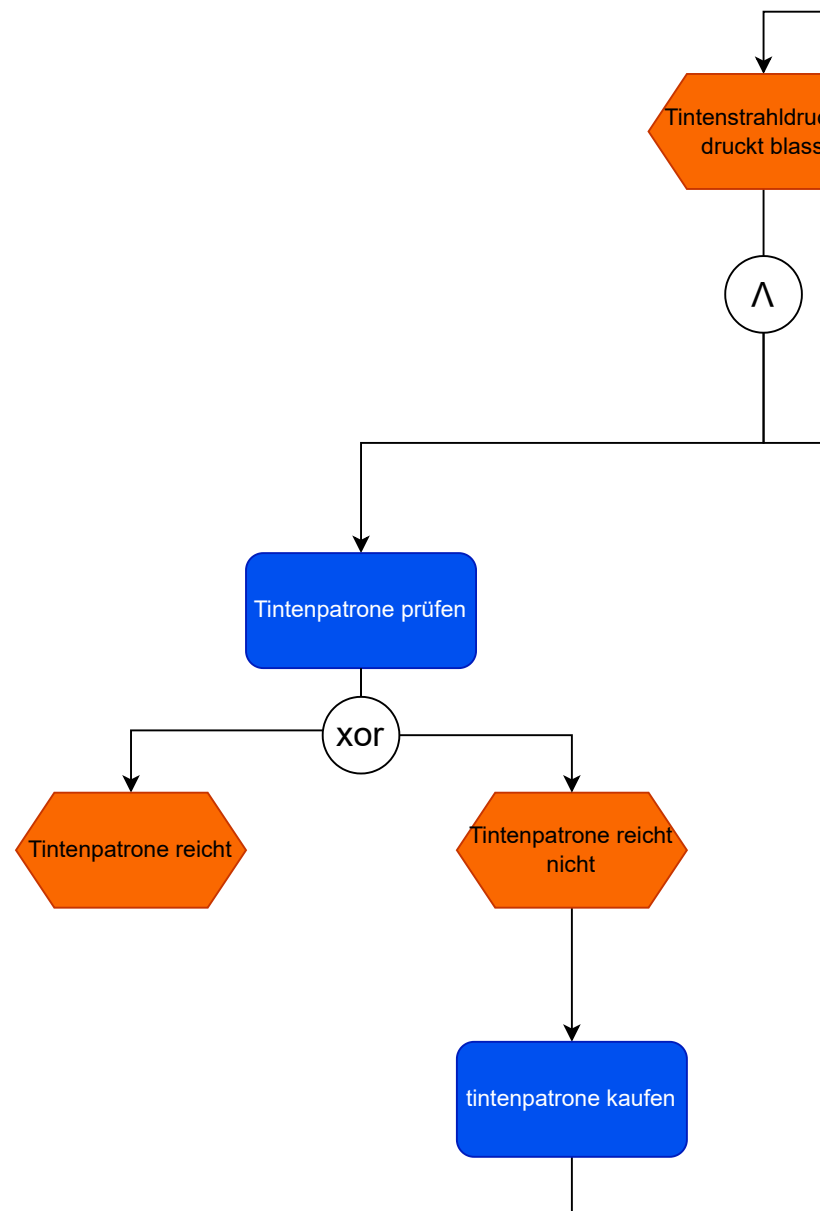 Tintenstrahldruc
druckt blass
Λ
Tintenpatrone prüfen
xor
Tintenpatrone reicht
Tintenpatrone reicht
nicht
tintenpatrone kaufen